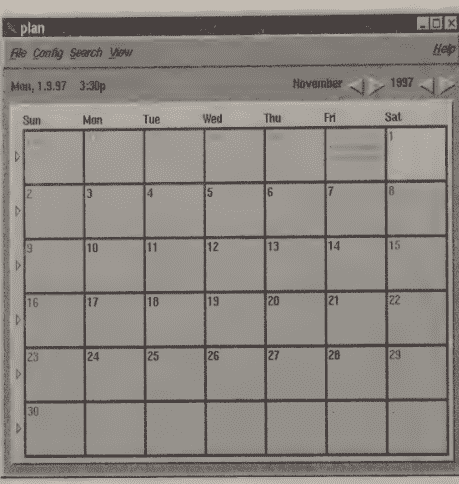 plan
File Config Search View Help
Mon, 1.9.97 3:30p November 1997
Sun Mon Tue Wed Thu Fri Sat
1
2 3 4 5 6 7 8
9 10 11 12 13 14 15
16 17 18 19 20 21 22
23 24 25 26 27 28 29
30